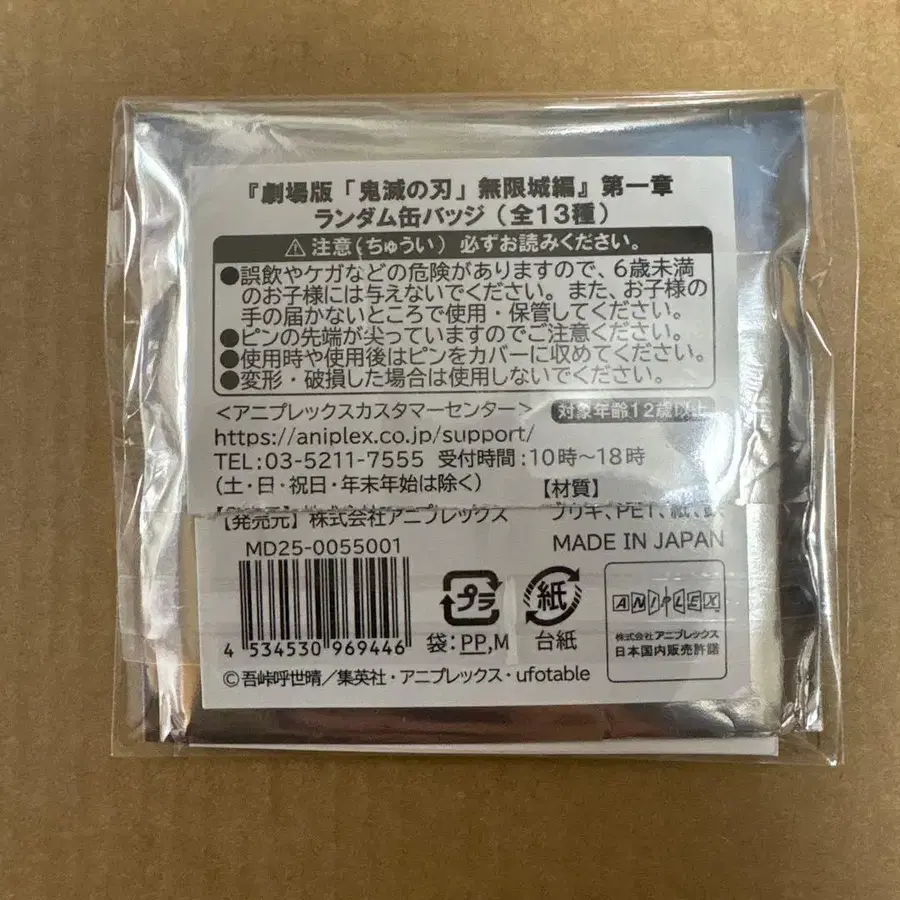 『劇場版「鬼滅の刃」無限城編』第一章
ランダム缶バッジ(全13種)
注意(ちゅうい)必ずお読みください。
●誤飲やケガなどの危険がありますので、6歳未満
のお子様には与えないでください。また、お子様の
手の届かないところで使用・保管してください。
●ピンの先端が尖っていますのでご注意ください。
●使用時や使用後はピンをカバーに収めてください。
●変形・破損した場合は使用しないでください。
<アニプレックスカスタマーセンター> 対象年齢12歳以上
https://aniplex.co.jp/support/
TEL:03-5211-7555 受付時間:10時〜18時
(土・日・祝日・年末年始は除く) 【材質】
【発売元】株式会社アニプレックス ブリキ、PET、紙、
MD25-0055001 MADE IN JAPAN
4 534530 969446
プラ
袋:PP,M
紙
台紙
ANIPLEX
株式会社アニプレックス
日本国内販売許諾
©吾峠呼世晴/集英社・アニプレックス・ufotable